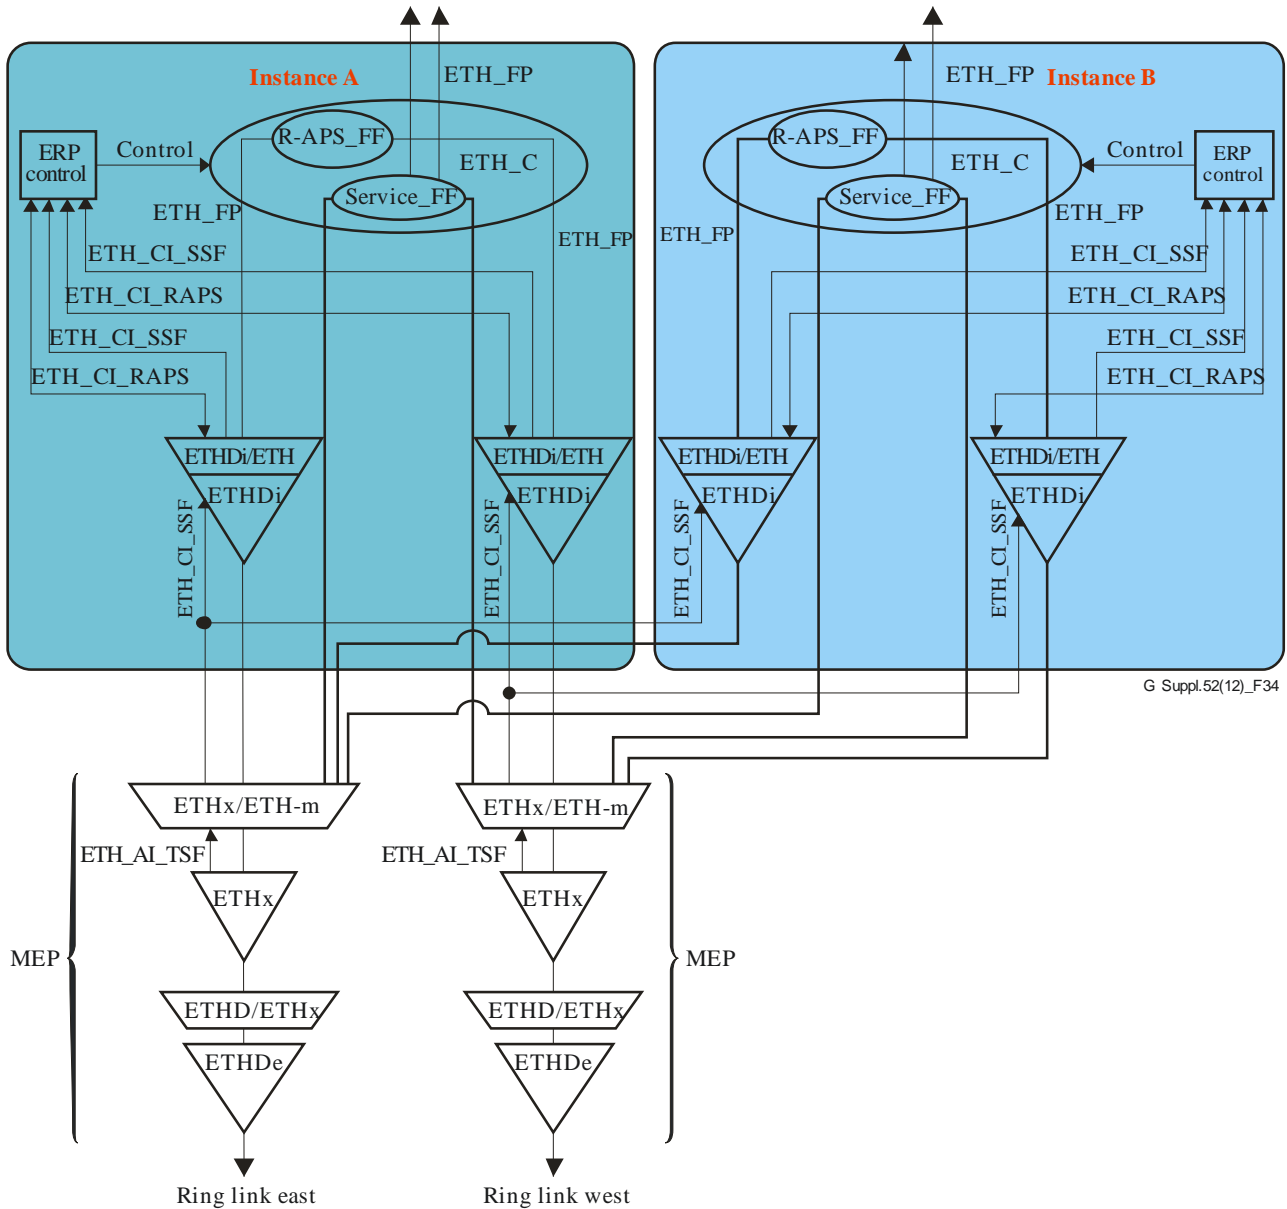 Instance A
ETH_FP
ETH_FP
Instance B
R-APS_FF
R-APS_FF
ERP
control
Control
ETH_C
ETH_C
Control
ERP
control
Service_FF
Service_FF
ETH_FP
ETH_FP
ETH_FP
ETH_FP
ETH_CI_SSF
ETH_CI_SSF
ETH_CI_RAPS
ETH_CI_RAPS
ETH_CI_SSF
ETH_CI_SSF
ETH_CI_RAPS
ETH_CI_RAPS
ETHDi/ETH
ETHDi/ETH
ETHDi/ETH
ETHDi/ETH
ETHDi
ETHDi
ETHDi
ETHDi
ETH_CI_SSF
ETH_CI_SSF
ETH_CI_SSF
ETH_CI_SSF
G Suppl.52(12)_F34
ETHx/ETH-m
ETHx/ETH-m
ETH_AI_TSF
ETH_AI_TSF
ETHx
ETHx
MEP
MEP
ETHD/ETHx
ETHD/ETHx
ETHDe
ETHDe
Ring link east
Ring link west